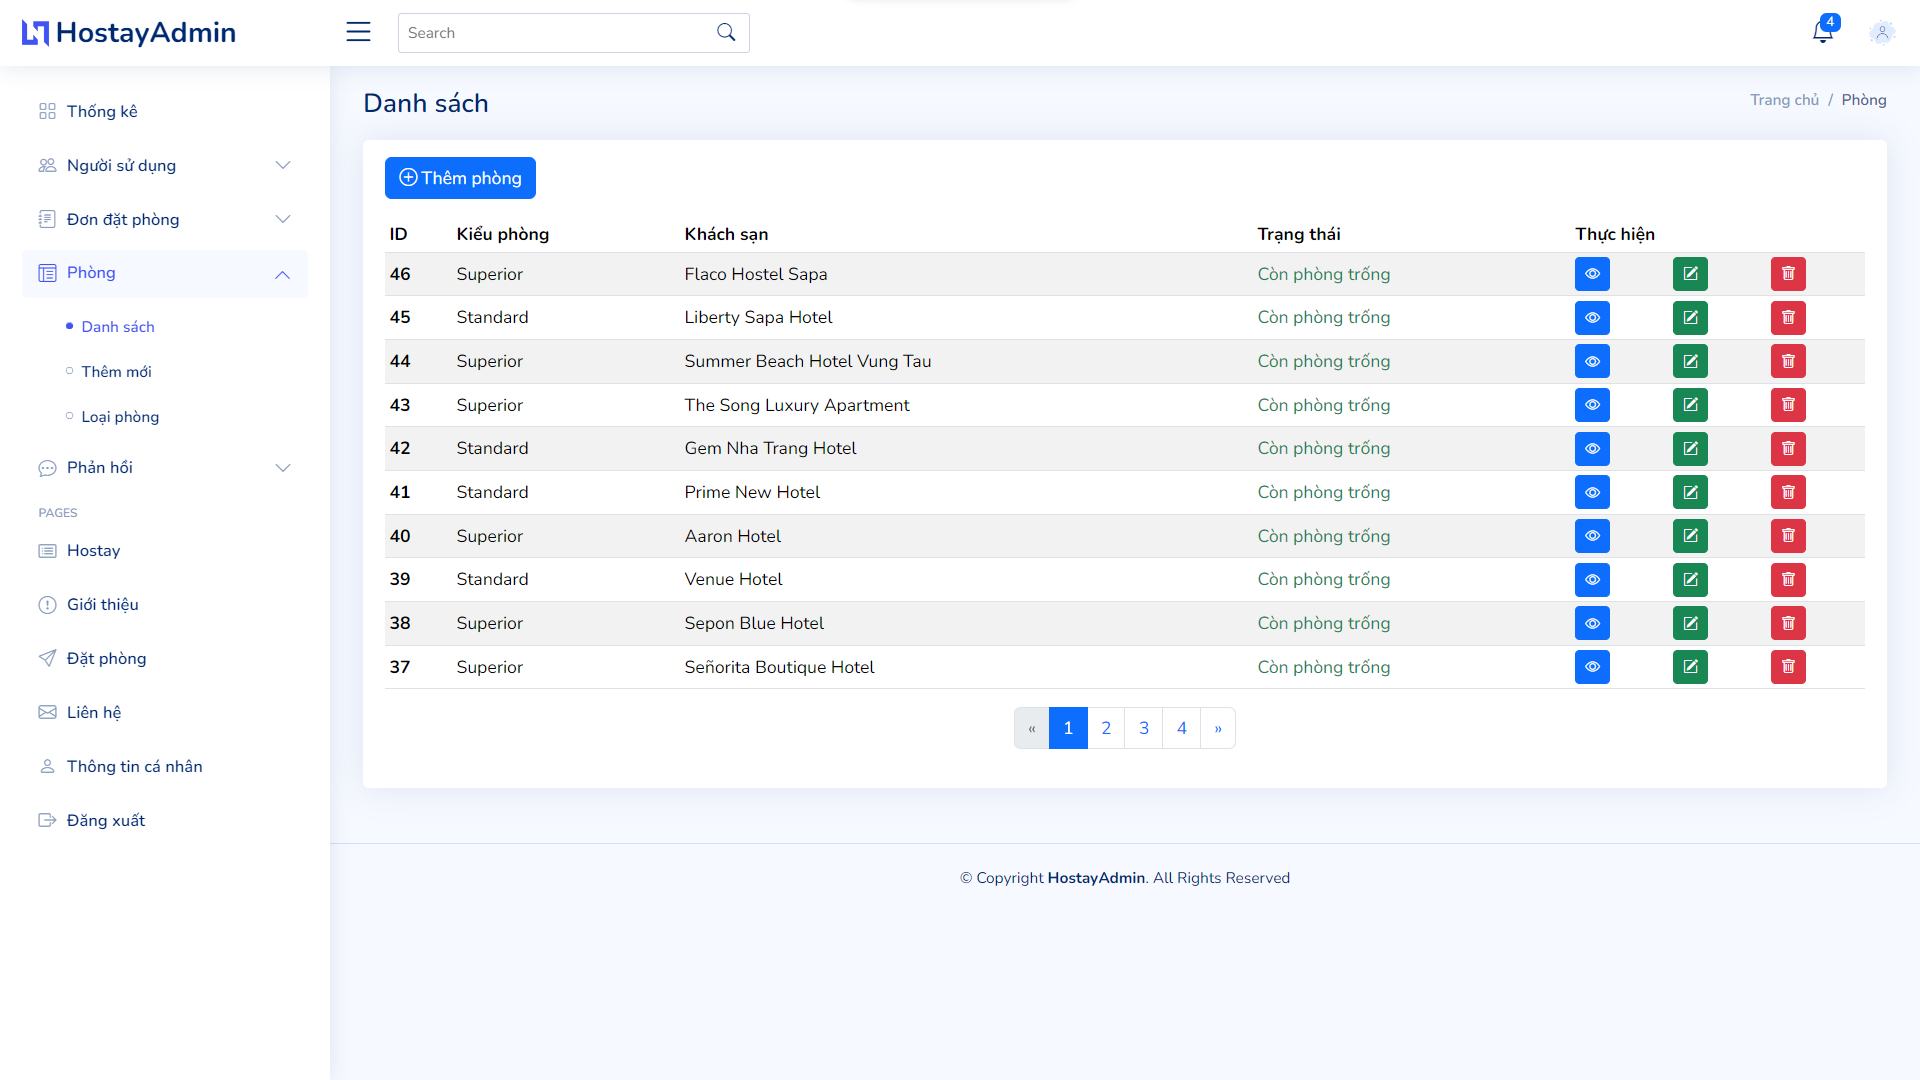 HostayAdmin
Search
4
Thống kê
Người sử dụng
Đơn đặt phòng
Phòng
Danh sách
Thêm mới
Loại phòng
Phản hồi
PAGES
Hostay
Giới thiệu
Đặt phòng
Liên hệ
Thông tin cá nhân
Đăng xuất
Danh sách
Trang chủ / Phòng
Thêm phòng
ID Kiểu phòng Khách sạn Trạng thái Thực hiện
46 Superior Flaco Hostel Sapa Còn phòng trống
45 Standard Liberty Sapa Hotel Còn phòng trống
44 Superior Summer Beach Hotel Vung Tau Còn phòng trống
43 Superior The Song Luxury Apartment Còn phòng trống
42 Standard Gem Nha Trang Hotel Còn phòng trống
41 Standard Prime New Hotel Còn phòng trống
40 Superior Aaron Hotel Còn phòng trống
39 Standard Venue Hotel Còn phòng trống
38 Superior Sepon Blue Hotel Còn phòng trống
37 Superior Señorita Boutique Hotel Còn phòng trống
« 1 2 3 4 »
© Copyright HostayAdmin. All Rights Reserved